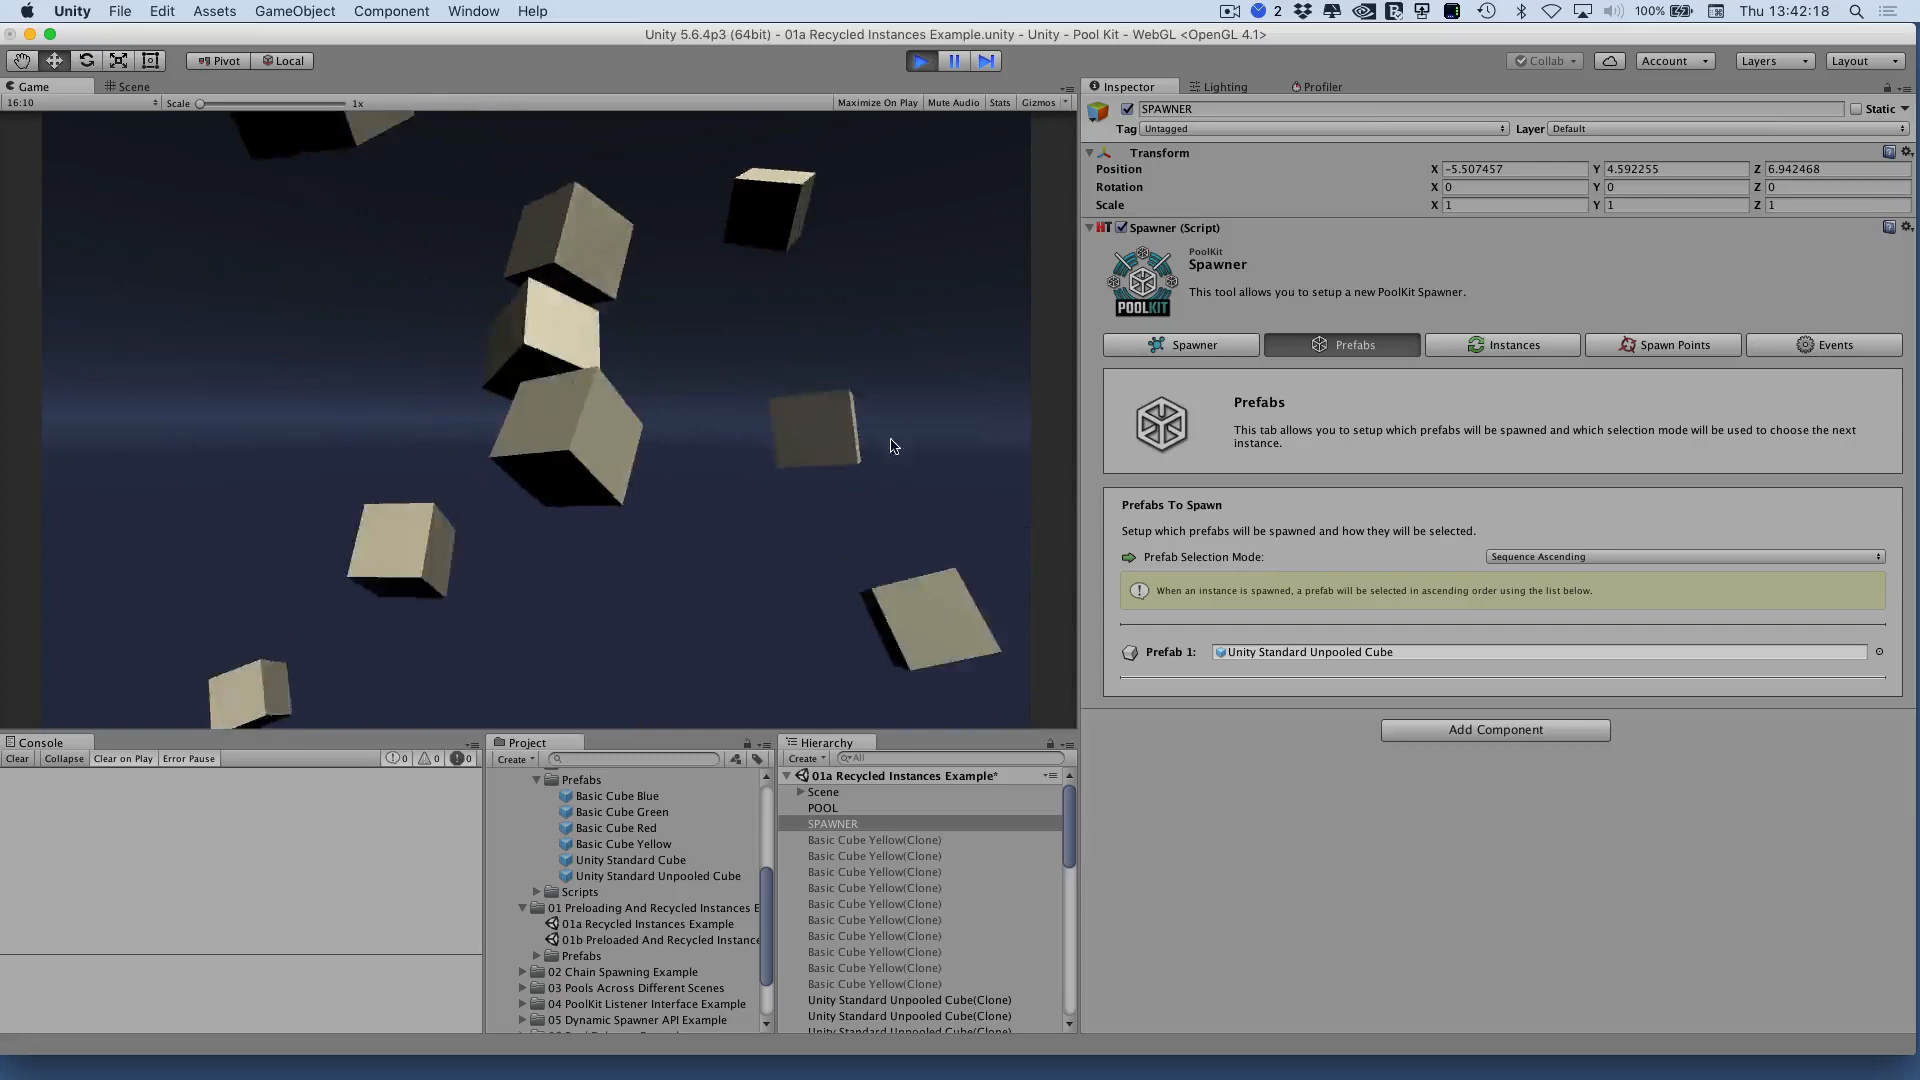 Unity File Edit Assets GameObject Component Window Help 2 100% Thu 13:42:18
Unity 5.6.4p3 (64bit) - 01a Recycled Instances Example.unity - Unity - Pool Kit - WebGL <OpenGL 4.1>
Pivot Local Collab Account Layers Layout
Game Scene
16:10 Scale 1x Maximize On Play Mute Audio Stats Gizmos
Inspector Lighting Profiler
SPAWNER Static
Tag Untagged Layer Default
Transform
Position X -5.507457 Y 4.592255 Z 6.942468
Rotation X 0 Y 0 Z 0
Scale X 1 Y 1 Z 1
HT Spawner (Script)
POOLKIT
PoolKit
Spawner
This tool allows you to setup a new PoolKit Spawner.
Spawner Prefabs Instances Spawn Points Events
Prefabs
This tab allows you to setup which prefabs will be spawned and which selection mode will be used to choose the next
instance.
Prefabs To Spawn
Setup which prefabs will be spawned and how they will be selected.
Prefab Selection Mode: Sequence Ascending
When an instance is spawned, a prefab will be selected in ascending order using the list below.
Prefab 1: Unity Standard Unpooled Cube
Add Component
Console
Clear Collapse Clear on Play Error Pause 0 0 0
Project
Create
Prefabs
Basic Cube Blue
Basic Cube Green
Basic Cube Red
Basic Cube Yellow
Unity Standard Cube
Unity Standard Unpooled Cube
Scripts
01 Preloading And Recycled Instances E
01a Recycled Instances Example
01b Preloaded And Recycled Instance
Prefabs
02 Chain Spawning Example
03 Pools Across Different Scenes
04 PoolKit Listener Interface Example
05 Dynamic Spawner API Example
Hierarchy
Create All
01a Recycled Instances Example*
Scene
POOL
SPAWNER
Basic Cube Yellow(Clone)
Basic Cube Yellow(Clone)
Basic Cube Yellow(Clone)
Basic Cube Yellow(Clone)
Basic Cube Yellow(Clone)
Basic Cube Yellow(Clone)
Basic Cube Yellow(Clone)
Basic Cube Yellow(Clone)
Basic Cube Yellow(Clone)
Basic Cube Yellow(Clone)
Unity Standard Unpooled Cube(Clone)
Unity Standard Unpooled Cube(Clone)
Unity Standard Unpooled Cube(Clone)